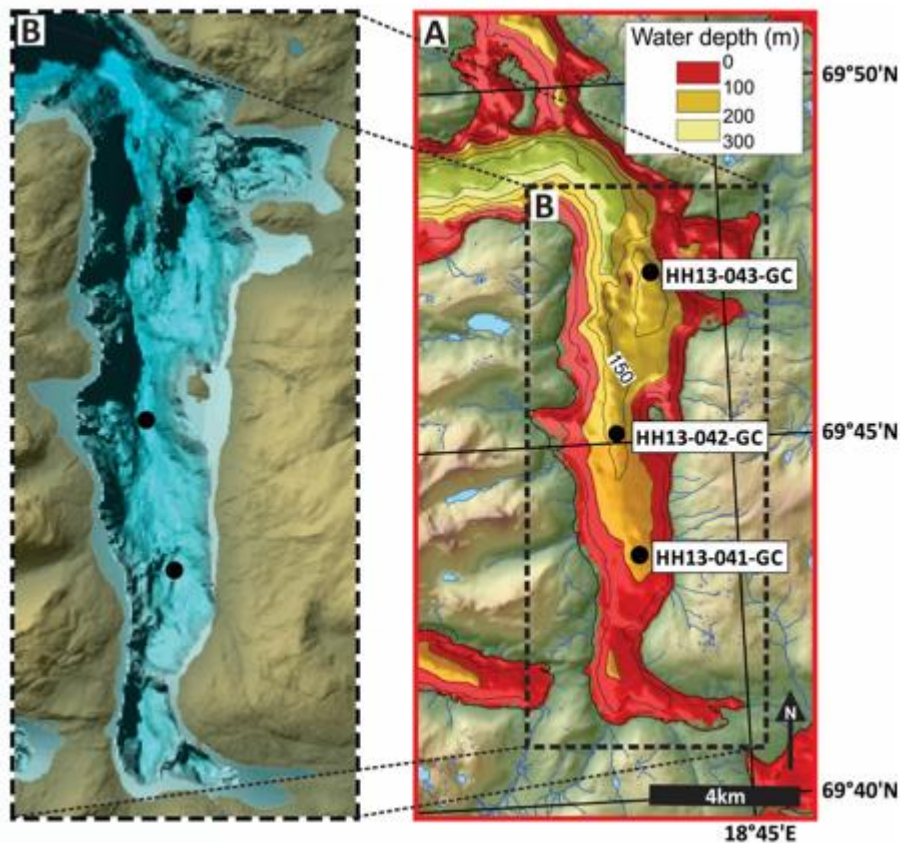 B
A
Water depth (m)
0
100
200
300
69°50'N
B
HH13-043-GC
150
HH13-042-GC
69°45'N
HH13-041-GC
N
4km
69°40'N
18°45'E